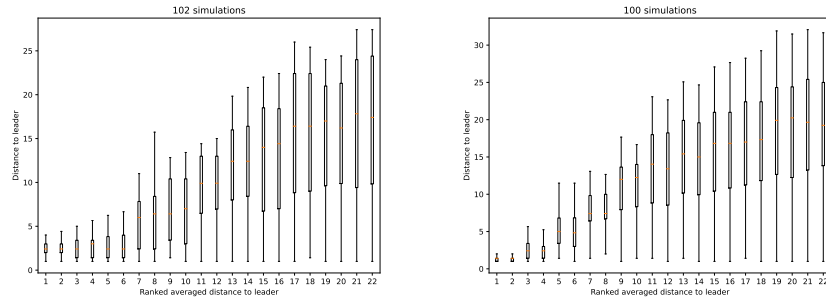 102 simulations
Distance to leader
25
20
15
10
5
0
1 2 3 4 5 6 7 8 9 10 11 12 13 14 15 16 17 18 19 20 21 22
Ranked averaged distance to leader
100 simulations
Distance to leader
30
25
20
15
10
5
0
1 2 3 4 5 6 7 8 9 10 11 12 13 14 15 16 17 18 19 20 21 22
Ranked averaged distance to leader